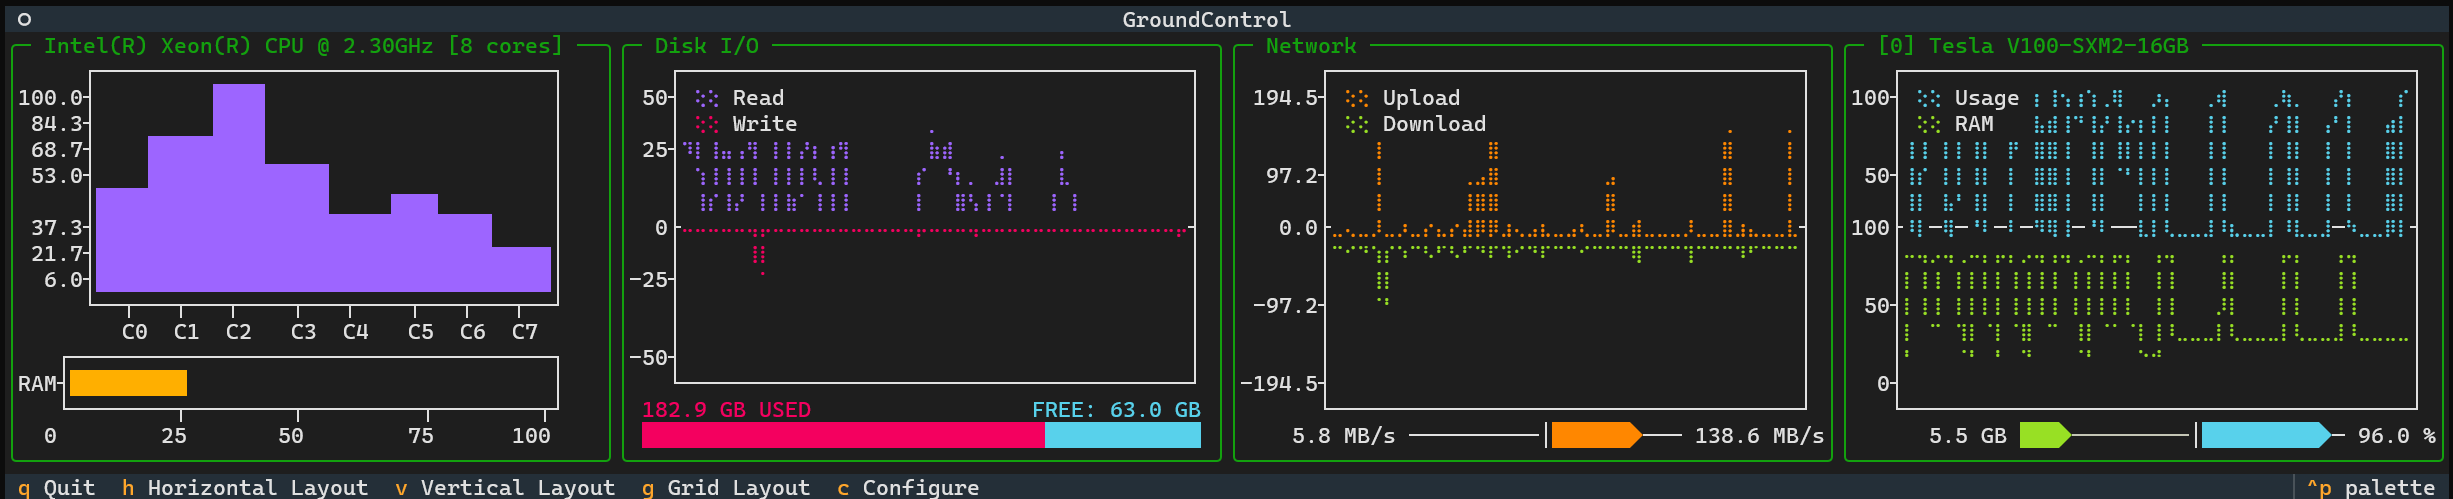 GroundControl
Intel(R) Xeon(R) CPU @ 2.30GHz [8 cores]
100.0
84.3
68.7
53.0
37.3
21.7
6.0
C0 C1 C2 C3 C4 C5 C6 C7
RAM
0 25 50 75 100
Disk I/O
Read
Write
50
25
0
-25
-50
182.9 GB USED FREE: 63.0 GB
Network
Upload
Download
194.5
97.2
0.0
-97.2
-194.5
5.8 MB/s 138.6 MB/s
[0] Tesla V100-SXM2-16GB
Usage
RAM
100
50
100
50
0
5.5 GB 96.0 %
q Quit h Horizontal Layout v Vertical Layout g Grid Layout c Configure ^p palette